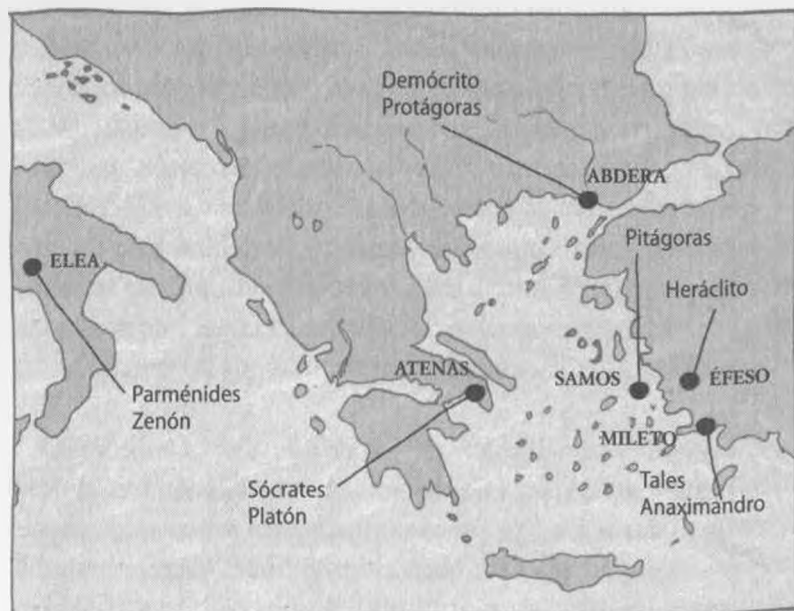 Demócrito
Protágoras
ABDERA
Pitágoras
ELEA
Heráclito
ATENAS
SAMOS
ÉFESO
Parménides
Zenón
MILETO
Sócrates
Platón
Tales
Anaximandro